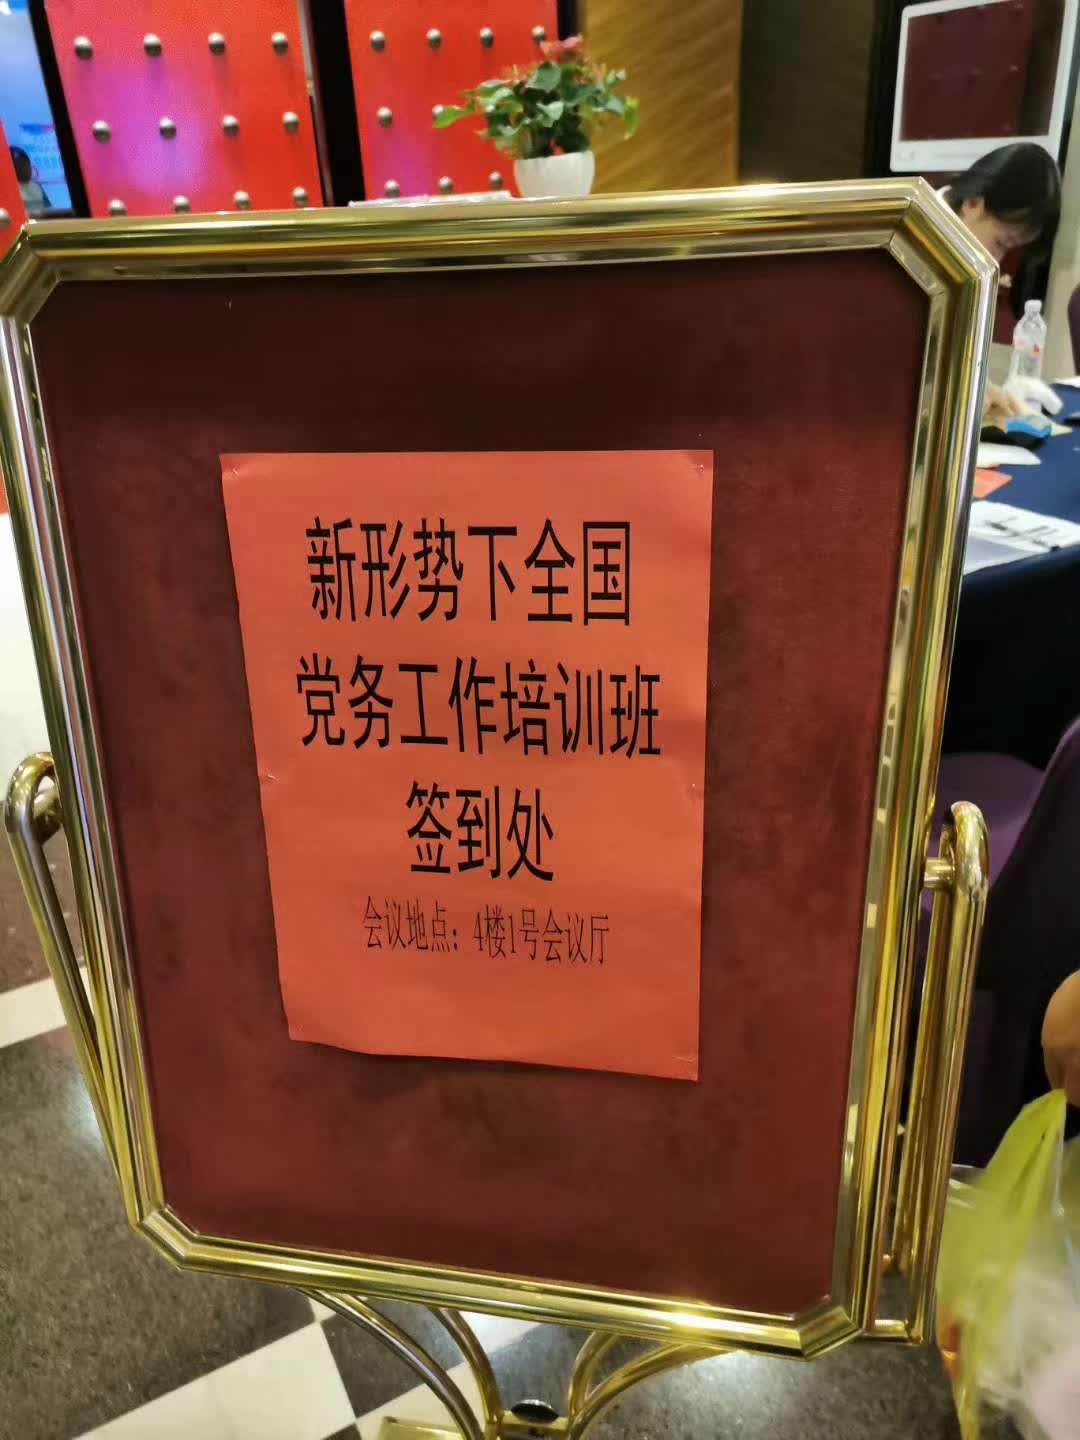 新形势下全国
党务工作培训班
签到处
会议地点：4楼1号会议厅